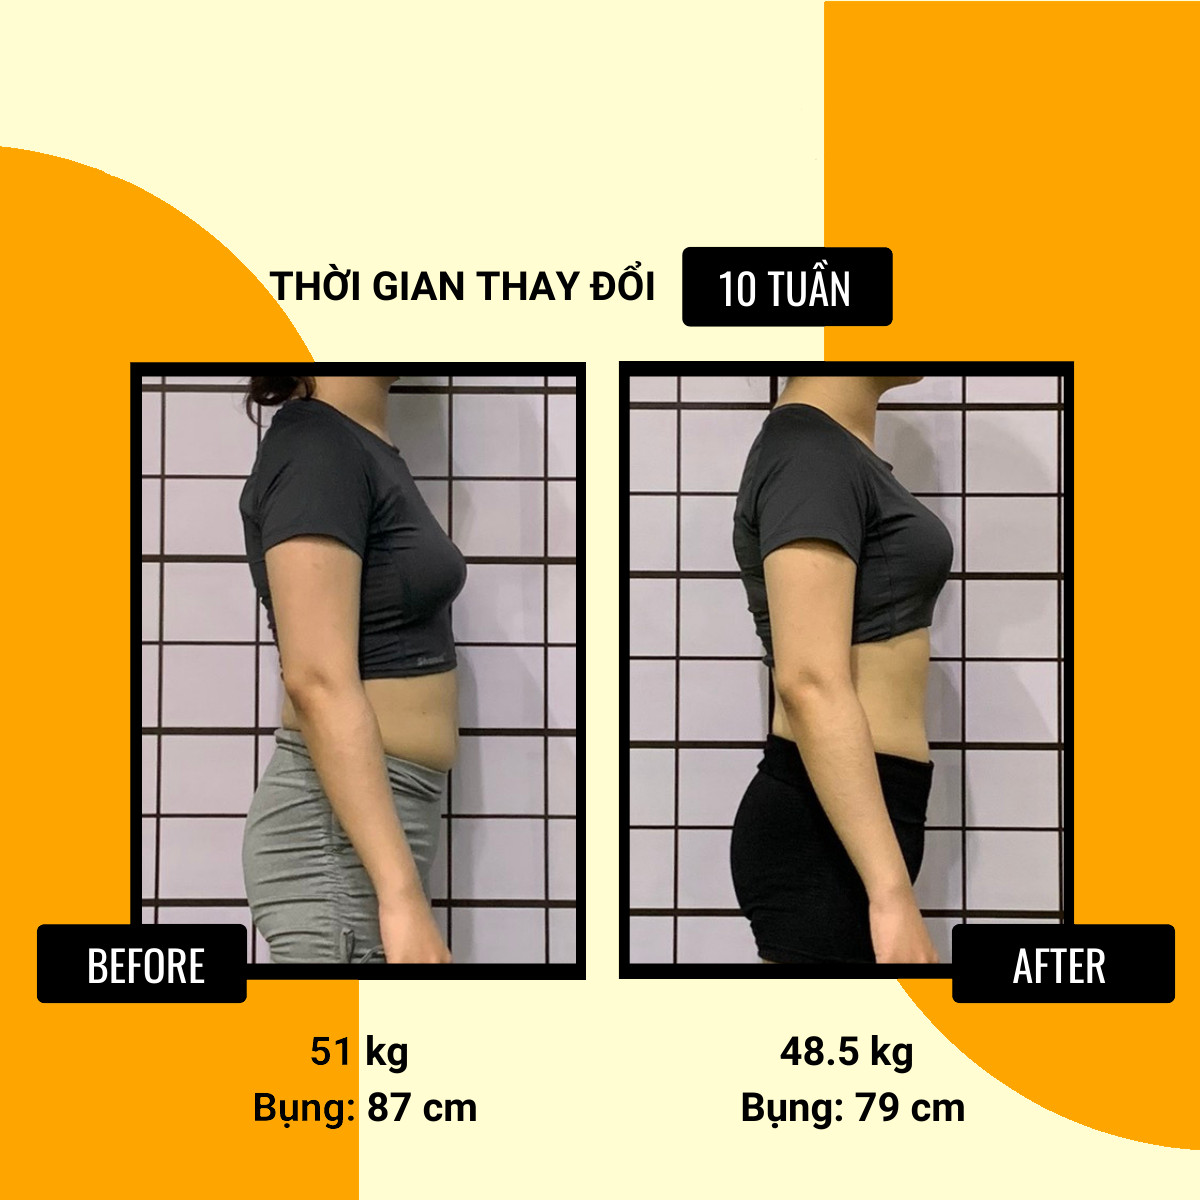 THỜI GIAN THAY ĐỔI 10 TUẦN
BEFORE
AFTER
51 kg
Bụng: 87 cm
48.5 kg
Bụng: 79 cm